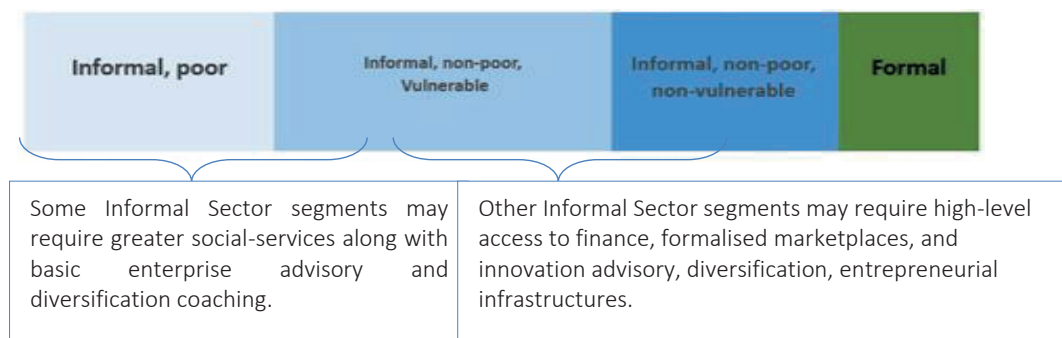 Informal, poor
Informal, non-poor,
Vulnerable
Informal, non-poor,
non-vulnerable
Formal
Some Informal Sector segments may
require greater social-services along with
basic enterprise advisory and
diversification coaching.
Other Informal Sector segments may require high-level
access to finance, formalised marketplaces, and
innovation advisory, diversification, entrepreneurial
infrastructures.